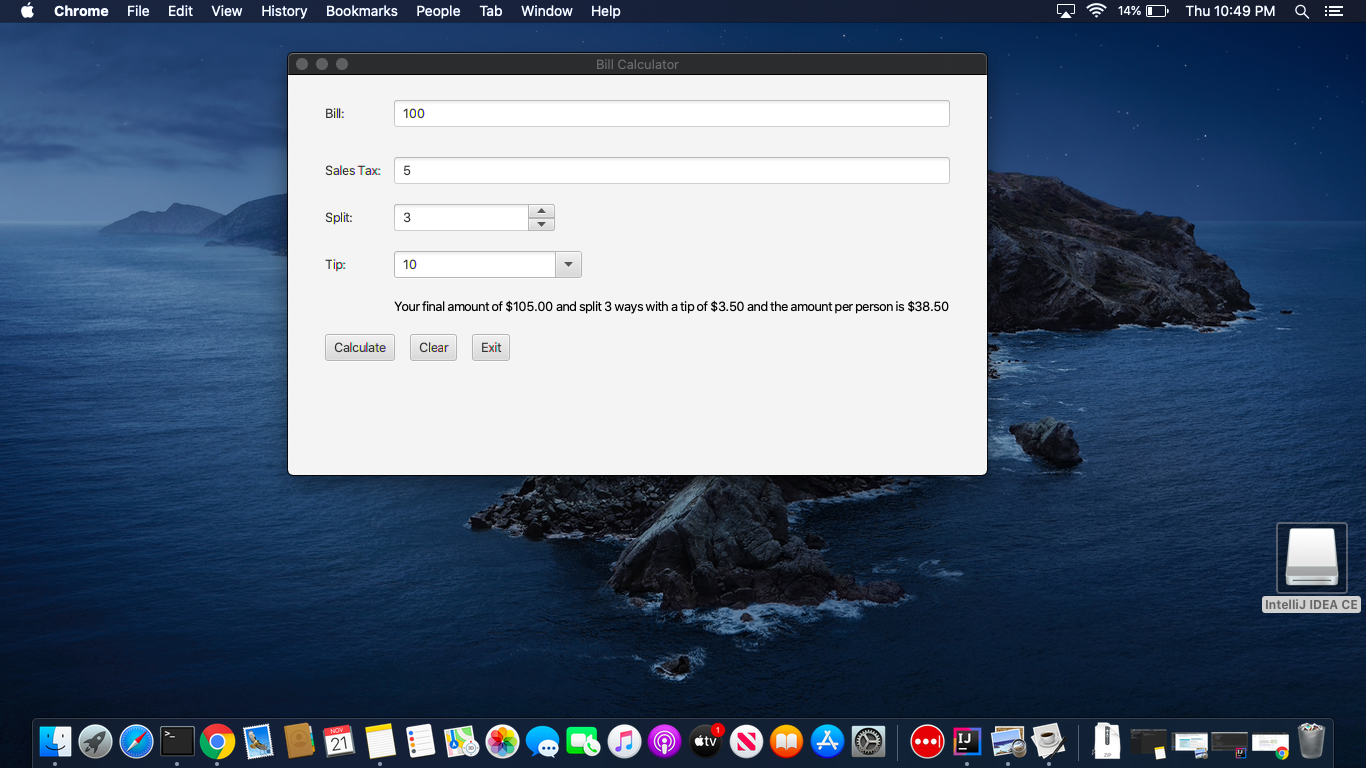 Chrome File Edit View History Bookmarks People Tab Window Help 14% Thu 10:49 PM
Bill Calculator
Bill: 100
Sales Tax: 5
Split: 3
Tip: 10
Your final amount of $105.00 and split 3 ways with a tip of $3.50 and the amount per person is $38.50
Calculate Clear Exit
IntelliJ IDEA CE
NOV
21
3D
tv
1
IJ
ZIP